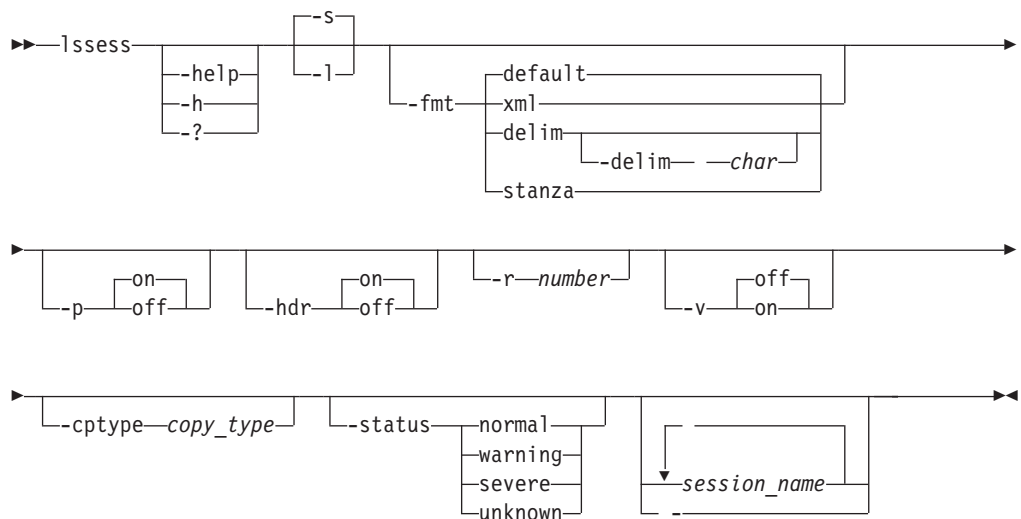 -s
lssess
-help
-l
default
-h
-fmt
xml
-?
delim
-delim char
stanza
on
on
-r number
off
-p
off
-hdr
off
-v
on
-cptype copy_type
-status
normal
warning
session_name
severe
-
unknown